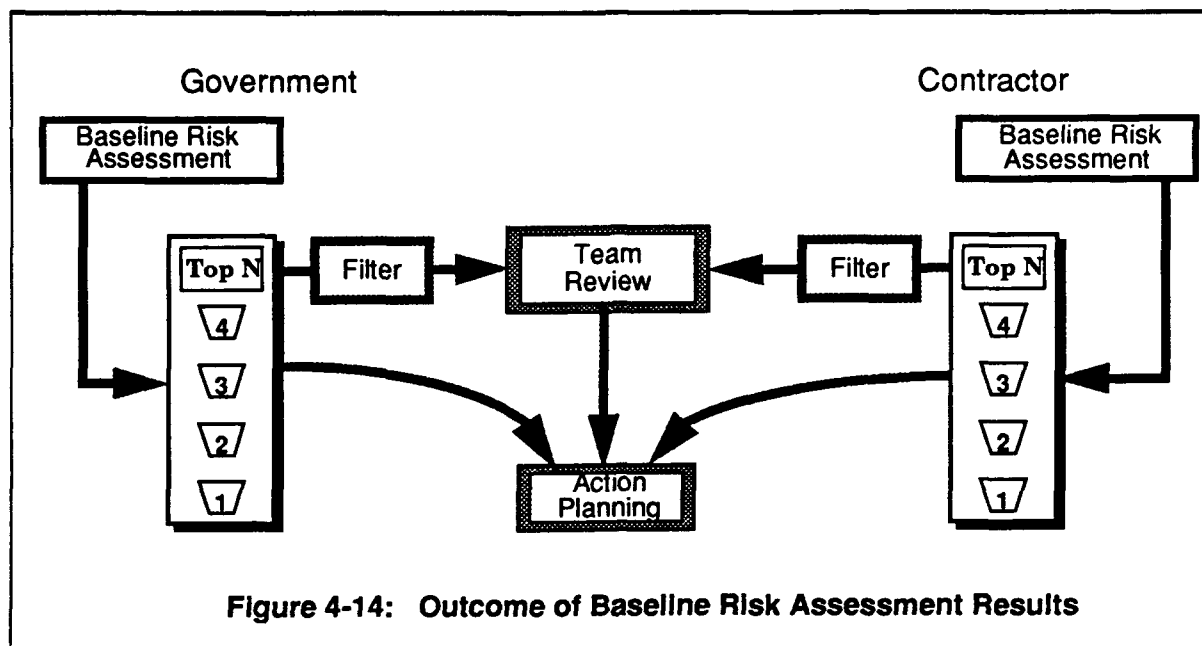 Government
Contractor
Baseline Risk
Assessment
Baseline Risk
Assessment
Top N
Filter
Team
Review
Filter
Top N
4
3
2
1
4
3
2
1
Action
Planning
Figure 4-14: Outcome of Baseline Risk Assessment Results